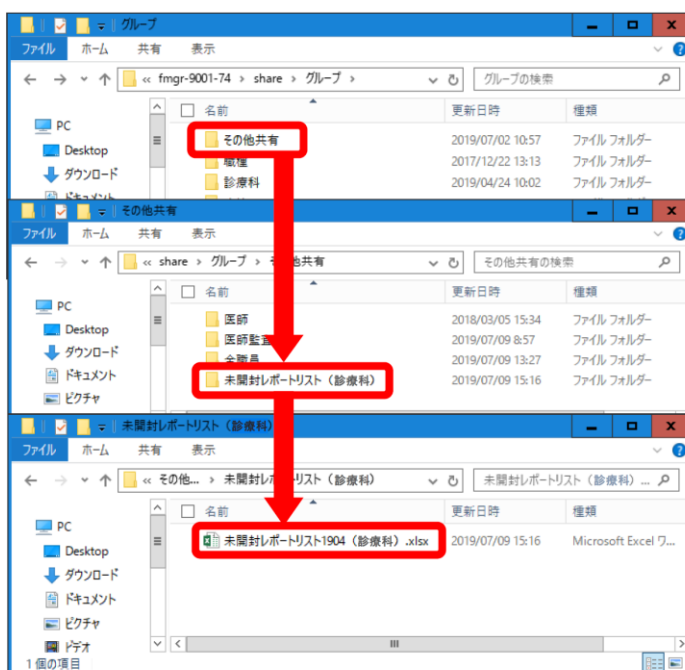 グループ
ファイル ホーム 共有 表示
« fmgr-9001-74 > share > グループ > グループの検索
名前 更新日時 種類
PC
その他共有 2019/07/02 10:57 ファイル フォルダー
Desktop
職種 2017/12/22 13:13 ファイル フォルダー
ダウンロード
診療科 2019/04/24 10:02 ファイル フォルダー
ドキュメント
その他共有
ファイル ホーム 共有 表示
« share > グループ > その他共有 その他共有の検索
名前 更新日時 種類
PC
医師 2018/03/05 15:34 ファイル フォルダー
Desktop
医師監査 2019/07/09 8:57 ファイル フォルダー
ダウンロード
全職員 2019/07/09 13:27 ファイル フォルダー
ドキュメント
未開封レポートリスト（診療科） 2019/07/09 15:16 ファイル フォルダー
ピクチャ
未開封レポートリスト（診療科）
ファイル ホーム 共有 表示
« その他... > 未開封レポートリスト（診療科） 未開封レポートリスト（診療科） ...
名前 更新日時 種類
PC
未開封レポートリスト1904（診療科）.xlsx 2019/07/09 15:16 Microsoft Excel ワ...
Desktop
ダウンロード
ドキュメント
ピクチャ
ビデオ
1 個の項目